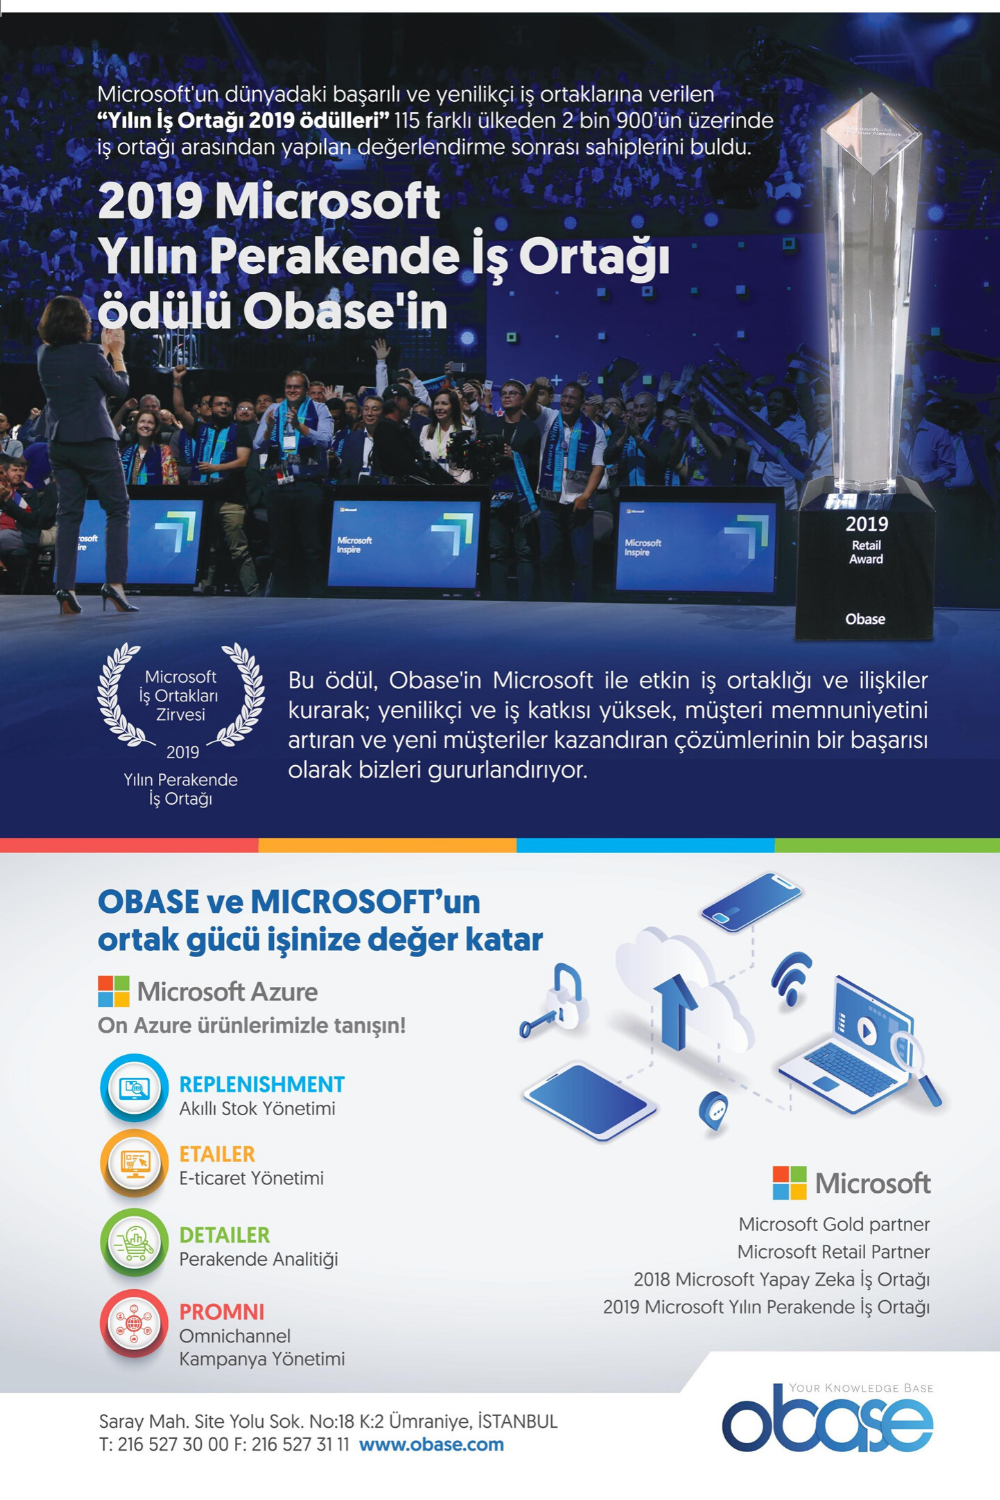 Microsoft'un dünyadaki başarılı ve yenilikçi iş ortaklarına verilen
“Yılın İş Ortağı 2019 ödülleri” 115 farklı ülkeden 2 bin 900’ün üzerinde
iş ortağı arasından yapılan değerlendirme sonrası sahiplerini buldu.
2019 Microsoft
Yılın Perakende İş Ortağı
ödülü Obase'in
Microsoft
Inspire
Microsoft
Inspire
2019
Retail
Award
Obase
Microsoft
İş Ortakları
Zirvesi
2019
Yılın Perakende
İş Ortağı
Bu ödül, Obase'in Microsoft ile etkin iş ortaklığı ve ilişkiler
kurarak; yenilikçi ve iş katkısı yüksek, müşteri memnuniyetini
artıran ve yeni müşteriler kazandıran çözümlerinin bir başarısı
olarak bizleri gururlandırıyor.
OBASE ve MICROSOFT’un
ortak gücü işinize değer katar
Microsoft Azure
On Azure ürünlerimizle tanışın!
REPLENISHMENT
Akıllı Stok Yönetimi
ETAILER
E-ticaret Yönetimi
DETAILER
Perakende Analitiği
PROMNI
Omnichannel
Kampanya Yönetimi
Microsoft
Microsoft Gold partner
Microsoft Retail Partner
2018 Microsoft Yapay Zeka İş Ortağı
2019 Microsoft Yılın Perakende İş Ortağı
Saray Mah. Site Yolu Sok. No:18 K:2 Ümraniye, İSTANBUL
T: 216 527 30 00 F: 216 527 31 11 www.obase.com
YOUR KNOWLEDGE BASE
obase